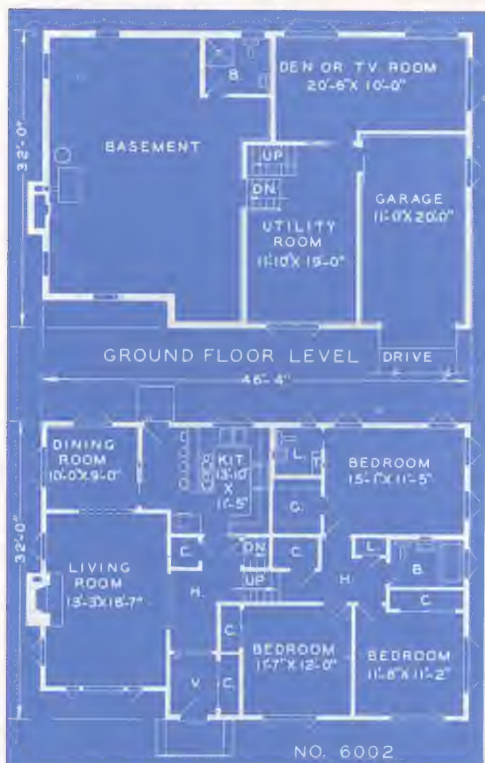 B.
DEN OR TV ROOM
20'-6" X 10'-0"
BASEMENT
32'-0"
UP
DN.
GARAGE
11'-0" X 20'-0"
UTILITY
ROOM
11'-10" X 19'-0"
GROUND FLOOR LEVEL
DRIVE
46'-4"
DINING
ROOM
10'-0" X 9'-0"
KIT
13'-10"
X
11'-5"
L.
BEDROOM
15'-1" X 11'-5"
32'-0"
C.
C.
DN
C.
L.
LIVING
ROOM
13'-3" X 18'-7"
H.
UP
H.
B.
C.
C.
BEDROOM
11'-7" X 12'-0"
BEDROOM
11'-8" X 11'-2"
V.
C.
NO. 6002